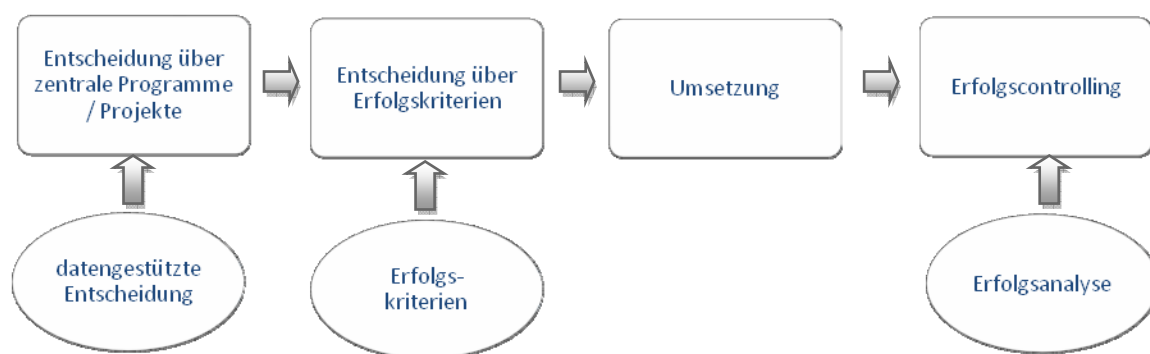 Entscheidung über
zentrale Programme
/ Projekte
Entscheidung über
Erfolgskriterien
Umsetzung
Erfolgscontrolling
datengestützte
Entscheidung
Erfolgs-
kriterien
Erfolgsanalyse